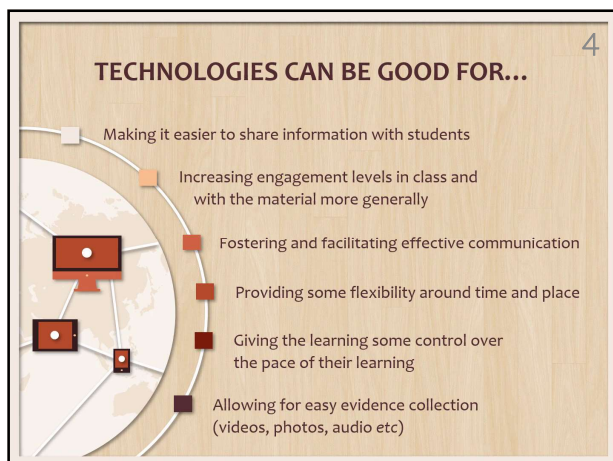 4
TECHNOLOGIES CAN BE GOOD FOR...
Making it easier to share information with students
Increasing engagement levels in class and
with the material more generally
Fostering and facilitating effective communication
Providing some flexibility around time and place
Giving the learning some control over
the pace of their learning
Allowing for easy evidence collection
(videos, photos, audio etc)